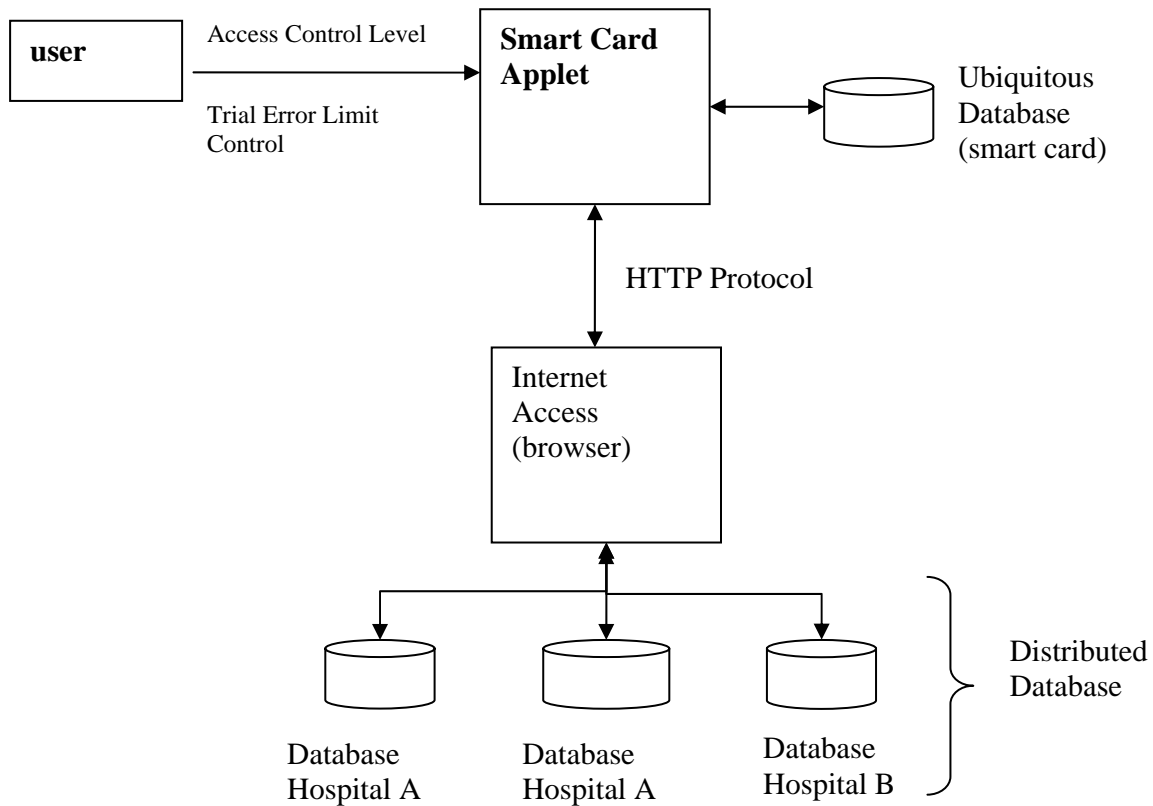 user
Access Control Level
Trial Error Limit
Control
Smart Card
Applet
Ubiquitous
Database
(smart card)
HTTP Protocol
Internet
Access
(browser)
Distributed
Database
Database
Hospital A
Database
Hospital A
Database
Hospital B